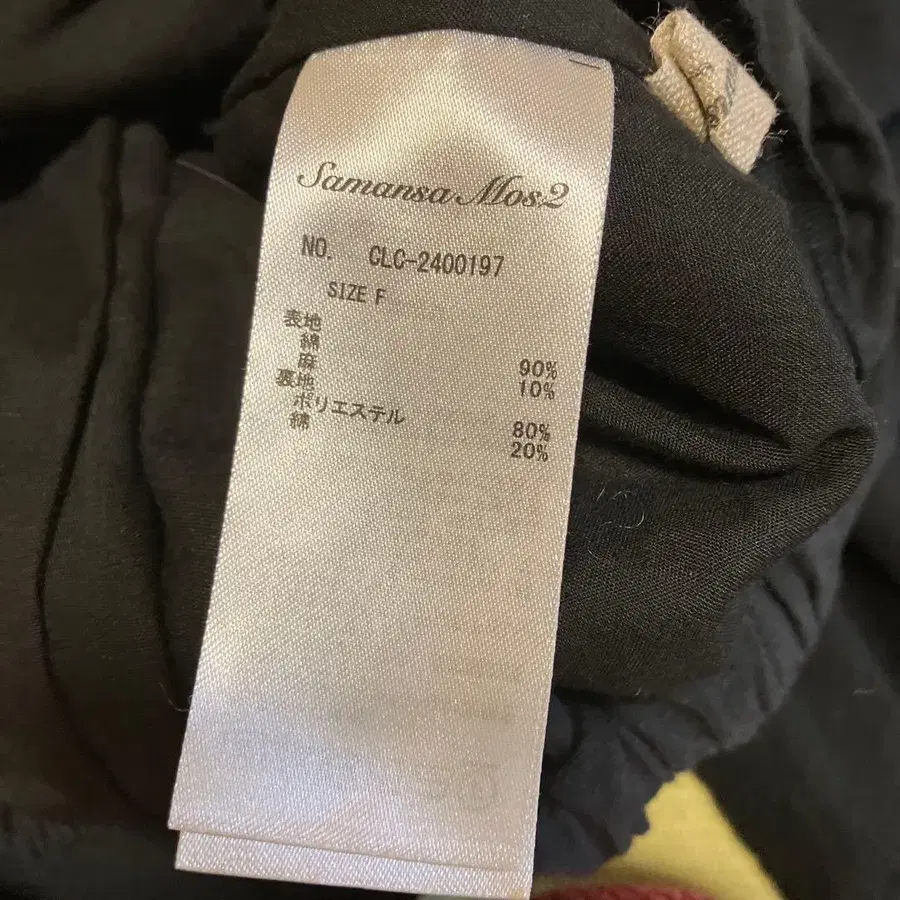 Samansa Mos2
NO. CLC-2400197
SIZE F
表地
綿 90%
麻 10%
裏地
ポリエステル 80%
綿 20%